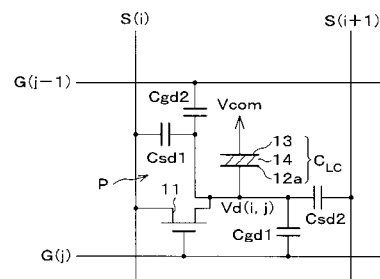 S(i)
S(i+1)
G(j-1)
Cgd2
Vcom
Csd1
13
14
12a
CLC
P
11
Vd(i, j)
Csd2
Cgd1
G(j)